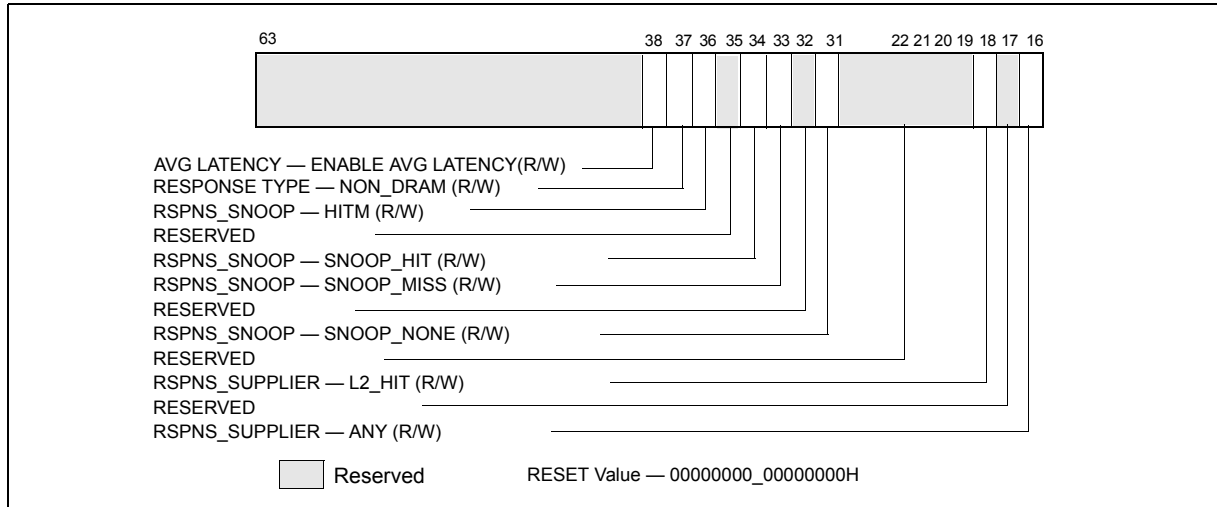 63 38 37 36 35 34 33 32 31 22 21 20 19 18 17 16
AVG LATENCY — ENABLE AVG LATENCY(R/W)
RESPONSE TYPE — NON_DRAM (R/W)
RSPNS_SNOOP — HITM (R/W)
RESERVED
RSPNS_SNOOP — SNOOP_HIT (R/W)
RSPNS_SNOOP — SNOOP_MISS (R/W)
RESERVED
RSPNS_SNOOP — SNOOP_NONE (R/W)
RESERVED
RSPNS_SUPPLIER — L2_HIT (R/W)
RESERVED
RSPNS_SUPPLIER — ANY (R/W)
Reserved RESET Value — 00000000_00000000H